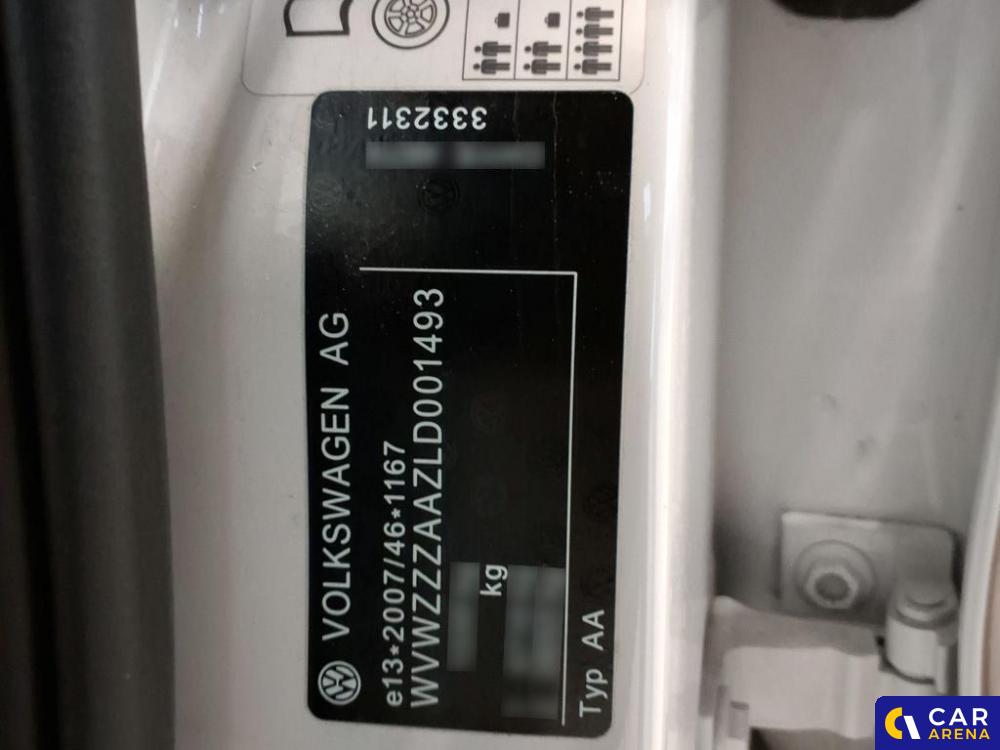 VOLKSWAGEN AG
e13*2007/46*1167
WVWZZZAAZLD001493
kg
Typ AA
3332311
CAR
ARENA